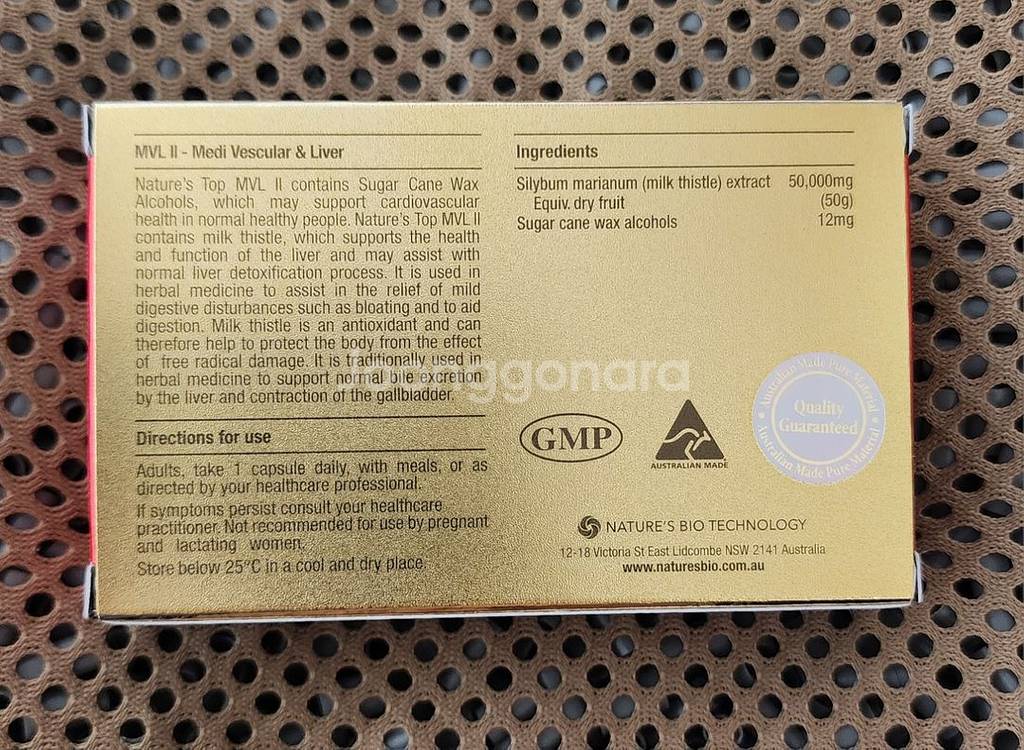 MVL II - Medi Vescular & Liver
Nature's Top MVL II contains Sugar Cane Wax
Alcohols, which may support cardiovascular
health in normal healthy people. Nature's Top MVL II
contains milk thistle, which supports the health
and function of the liver and may assist with
normal liver detoxification process. It is used in
herbal medicine to assist in the relief of mild
digestive disturbances such as bloating and to aid
digestion. Milk thistle is an antioxidant and can
therefore help to protect the body from the effect
of free radical damage. It is traditionally used in
herbal medicine to support normal bile excretion
by the liver and contraction of the gallbladder.
Directions for use
Adults, take 1 capsule daily, with meals, or as
directed by your healthcare professional.
If symptoms persist consult your healthcare
practitioner. Not recommended for use by pregnant
and lactating women.
Store below 25°C in a cool and dry place.
Ingredients
Silybum marianum (milk thistle) extract 50,000mg
Equiv. dry fruit (50g)
Sugar cane wax alcohols 12mg
GMP
AUSTRALIAN MADE
Australian Made Pure Material
Quality
Guaranteed
Australian Made Pure Material
NATURE'S BIO TECHNOLOGY
12-18 Victoria St East Lidcombe NSW 2141 Australia
www.naturesbio.com.au